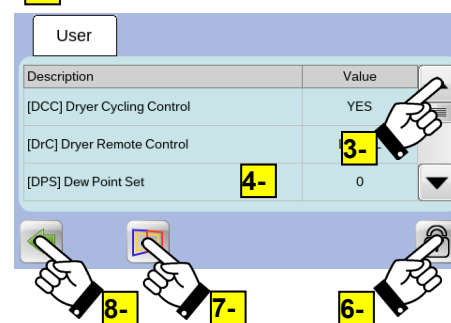 User
Description Value
[DCC] Dryer Cycling Control YES
3-
[DrC] Dryer Remote Control
[DPS] Dew Point Set 4- 0
8- 7- 6-